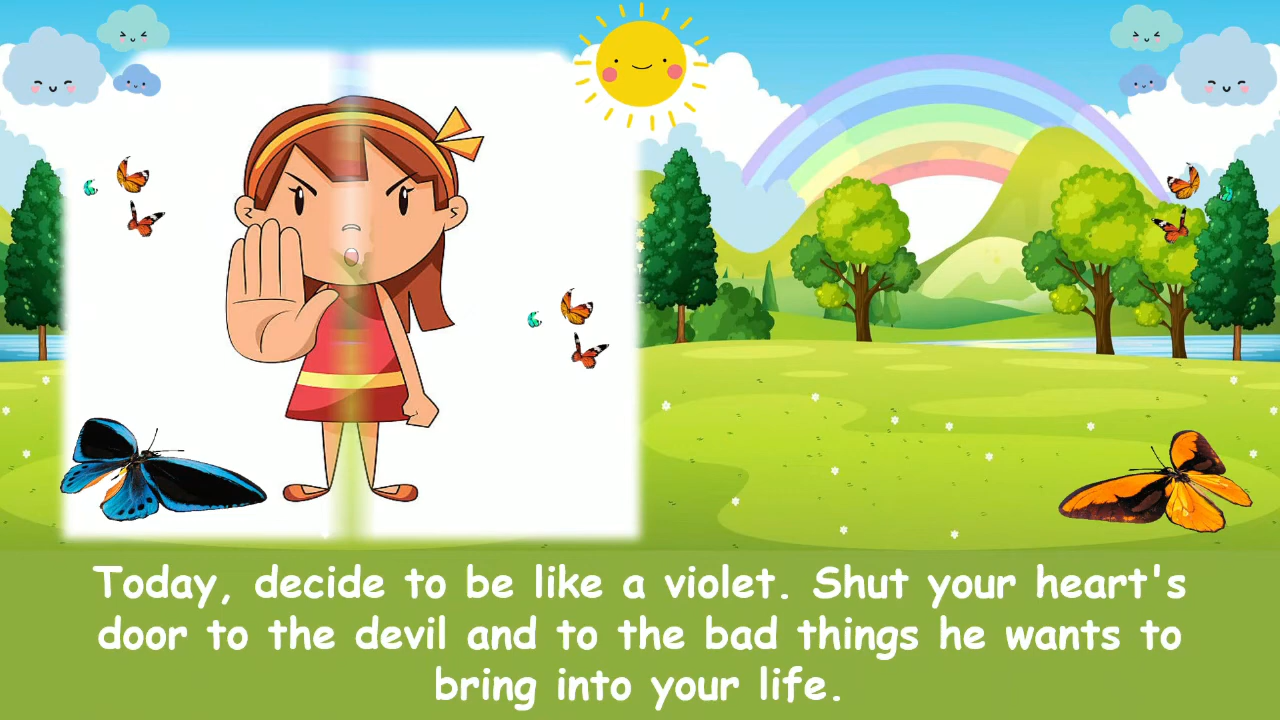 Today, decide to be like a violet. Shut your heart's
door to the devil and to the bad things he wants to
bring into your life.